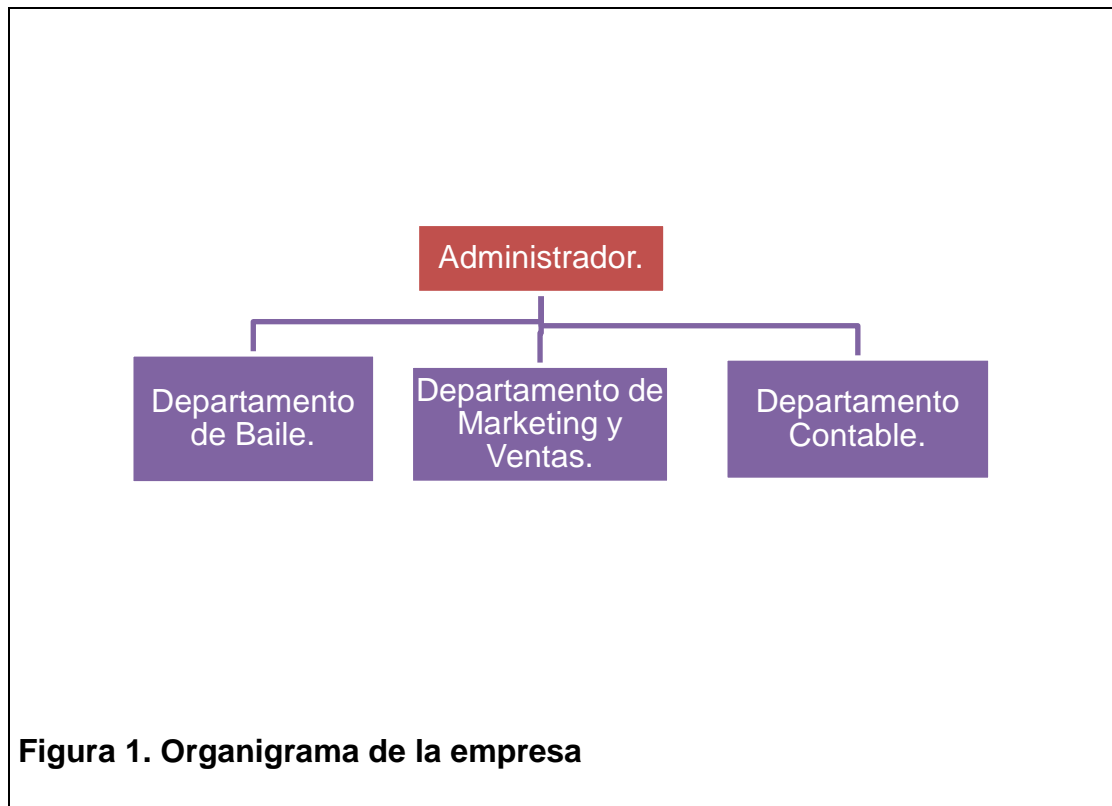 Administrador.
Departamento
de Baile.
Departamento de
Marketing y
Ventas.
Departamento
Contable.
Figura 1. Organigrama de la empresa